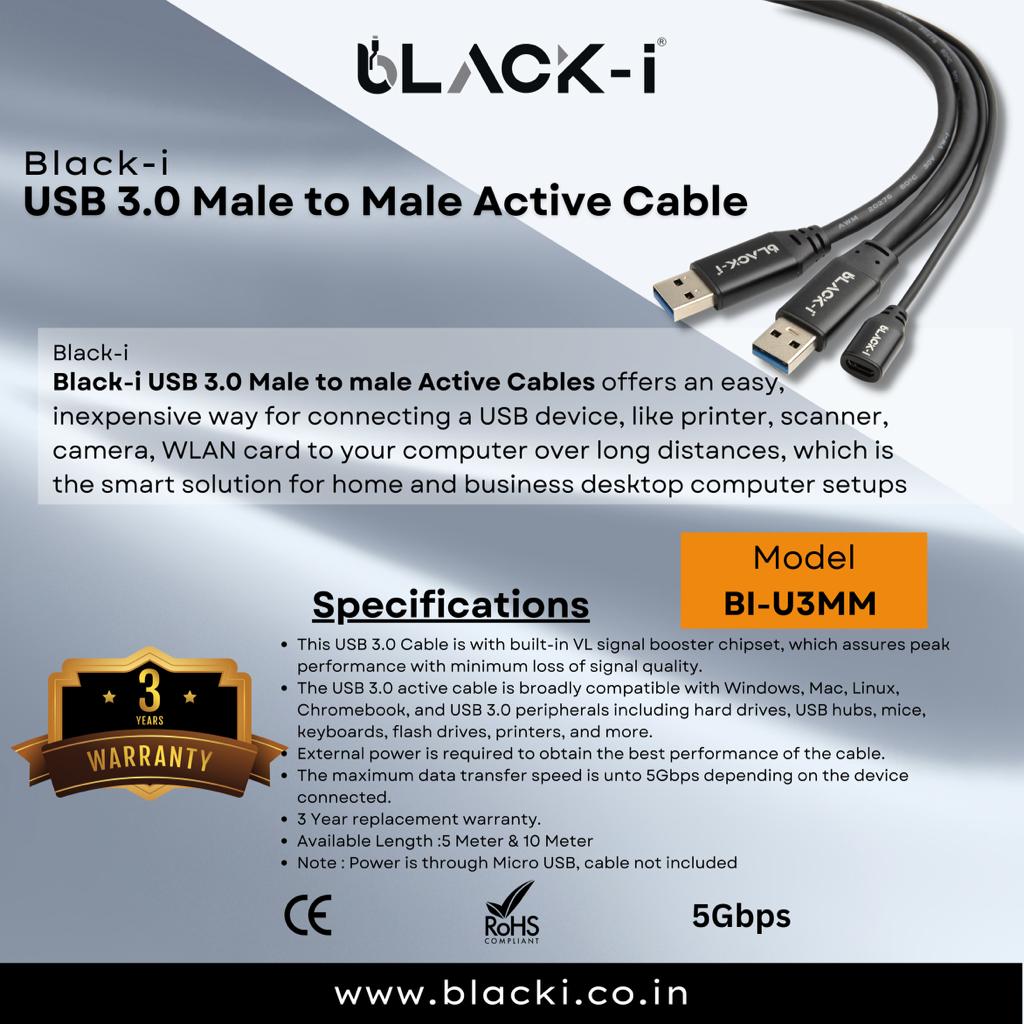 bLACK-i®
Black-i
USB 3.0 Male to Male Active Cable
AWM 20276 80°C 30V VW-1
bLACK-i
bLACK-i
bLACK-i
Black-i
Black-i USB 3.0 Male to male Active Cables offers an easy,
inexpensive way for connecting a USB device, like printer, scanner,
camera, WLAN card to your computer over long distances, which is
the smart solution for home and business desktop computer setups
Model
BI-U3MM
Specifications
• This USB 3.0 Cable is with built-in VL signal booster chipset, which assures peak
performance with minimum loss of signal quality.
• The USB 3.0 active cable is broadly compatible with Windows, Mac, Linux,
Chromebook, and USB 3.0 peripherals including hard drives, USB hubs, mice,
keyboards, flash drives, printers, and more.
• External power is required to obtain the best performance of the cable.
• The maximum data transfer speed is unto 5Gbps depending on the device
connected.
• 3 Year replacement warranty.
• Available Length :5 Meter & 10 Meter
• Note : Power is through Micro USB, cable not included
3
YEARS
WARRANTY
CE
RoHS
COMPLIANT
5Gbps
www.blacki.co.in